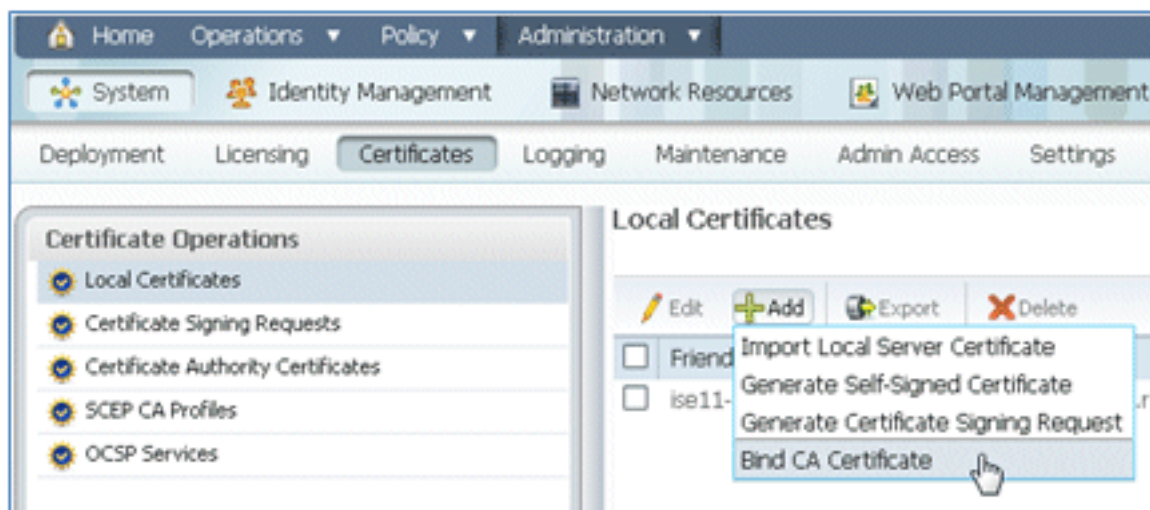 Home Operations Policy Administration
System Identity Management Network Resources Web Portal Management
Deployment Licensing Certificates Logging Maintenance Admin Access Settings
Certificate Operations
Local Certificates
Certificate Signing Requests
Certificate Authority Certificates
SCEP CA Profiles
OCSP Services
Local Certificates
Edit Add Export Delete
Friend
ise11-
Import Local Server Certificate
Generate Self-Signed Certificate
Generate Certificate Signing Request
Bind CA Certificate